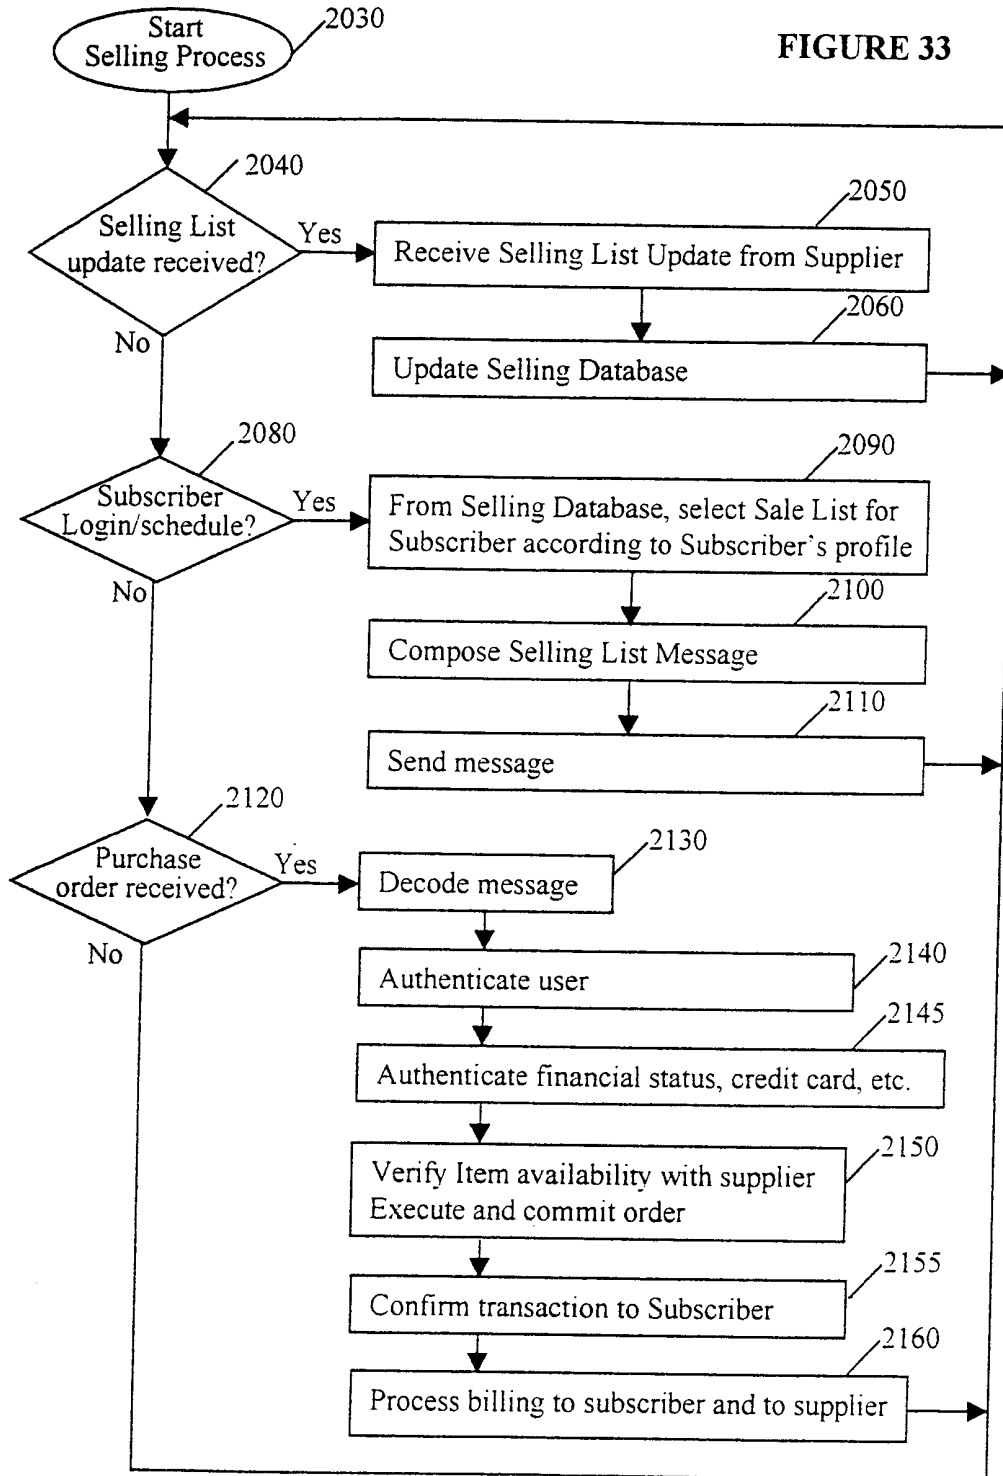 Start
Selling Process
2030
FIGURE 33
2040
Selling List
update received?
Yes
No
2050
Receive Selling List Update from Supplier
2060
Update Selling Database
2080
Subscriber
Login/schedule?
Yes
No
2090
From Selling Database, select Sale List for
Subscriber according to Subscriber's profile
2100
Compose Selling List Message
2110
Send message
2120
Purchase
order received?
Yes
No
2130
Decode message
2140
Authenticate user
2145
Authenticate financial status, credit card, etc.
2150
Verify Item availability with supplier
Execute and commit order
2155
Confirm transaction to Subscriber
2160
Process billing to subscriber and to supplier